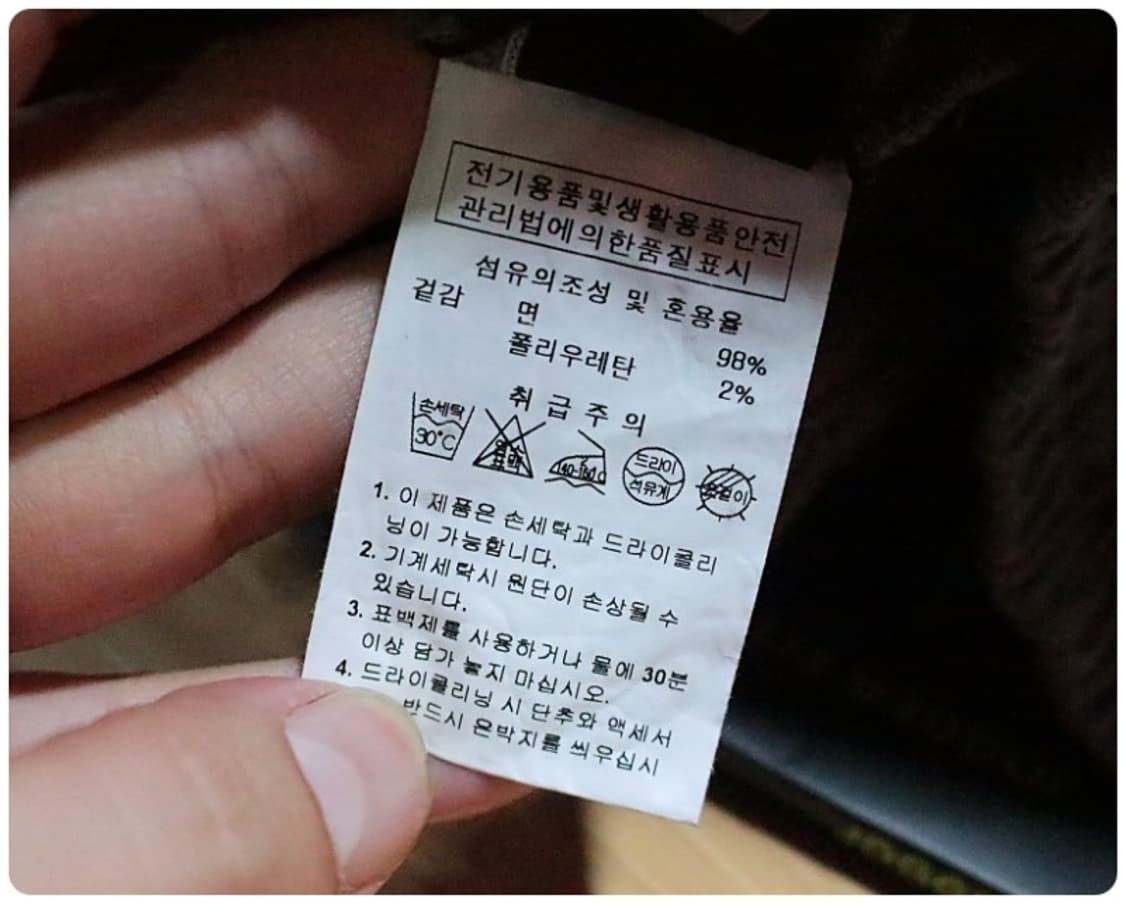 전기용품및생활용품안전
관리법에의한품질표시
섬유의조성 및 혼용율
겉감 면 98%
폴리우레탄 2%
취급주의
손세탁
30°C
염소
표백
140-160℃
드라이
석유계
1. 이 제품은 손세탁과 드라이클리
닝이 가능합니다.
2. 기계세탁시 원단이 손상될 수
있습니다.
3. 표백제를 사용하거나 물에 30분
이상 담가 놓지 마십시오.
4. 드라이클리닝 시 단추와 액세서
반드시 은박지를 씌우십시